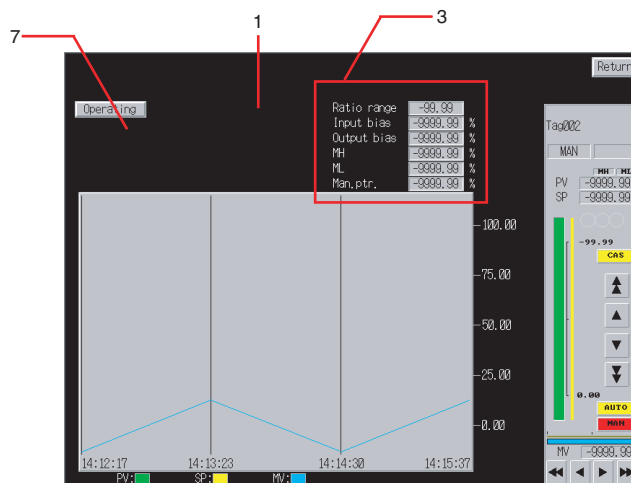 7
1
3
Return
Operating
Ratio range -99.99
Input bias -9999.99 %
Output bias -9999.99 %
MH -9999.99 %
ML -9999.99 %
Man.ptr. -9999.99 %
Tag002
MAN
MH
PV -9999.99
SP -9999.99
-99.99
CAS
0.00
AUTO
MAN
MV -9999.99
100.00
75.00
50.00
25.00
0.00
14:12:17 14:13:23 14:14:30 14:15:37
PV: SP: MV: